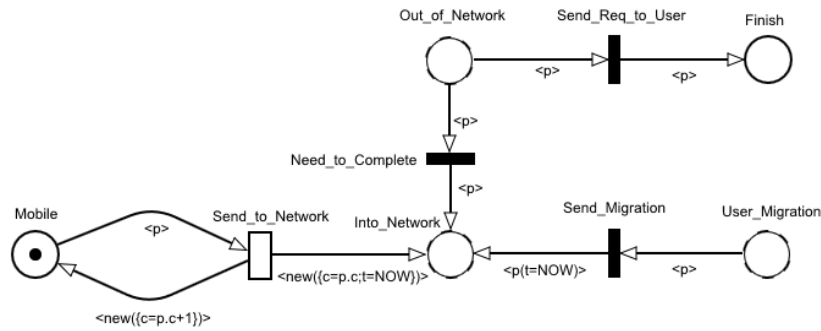 Out_of_Network
Send_Req_to_User
Finish
<p>
<p>
<p>
Need_to_Complete
<p>
Mobile
Send_to_Network
Into_Network
Send_Migration
User_Migration
<p>
<new({c=p.c;t=NOW})>
<p(t=NOW)>
<p>
<new({c=p.c+1})>